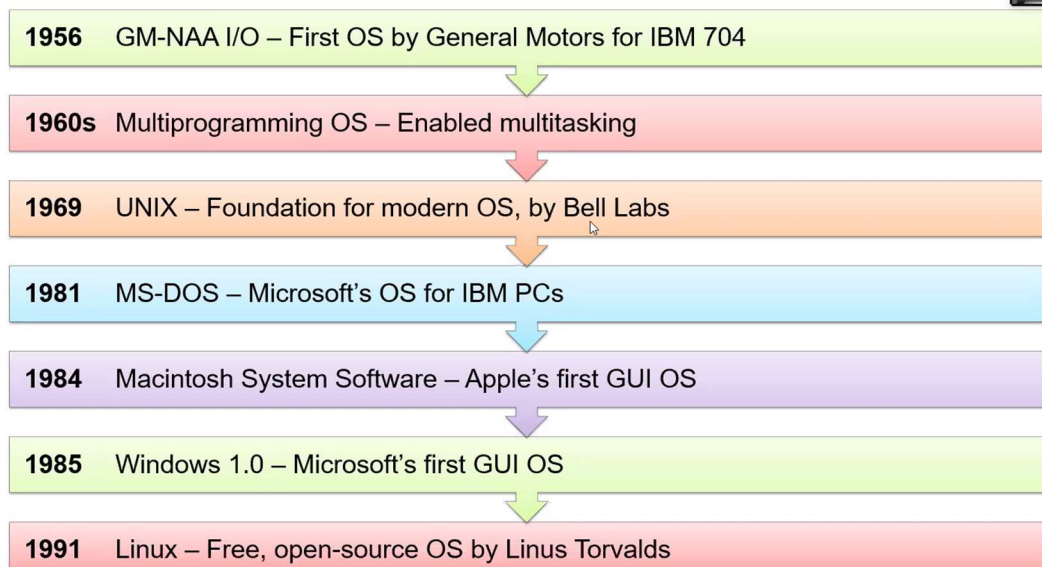 1956 GM-NAA I/O – First OS by General Motors for IBM 704
1960s Multiprogramming OS – Enabled multitasking
1969 UNIX – Foundation for modern OS, by Bell Labs
1981 MS-DOS – Microsoft’s OS for IBM PCs
1984 Macintosh System Software – Apple’s first GUI OS
1985 Windows 1.0 – Microsoft’s first GUI OS
1991 Linux – Free, open-source OS by Linus Torvalds